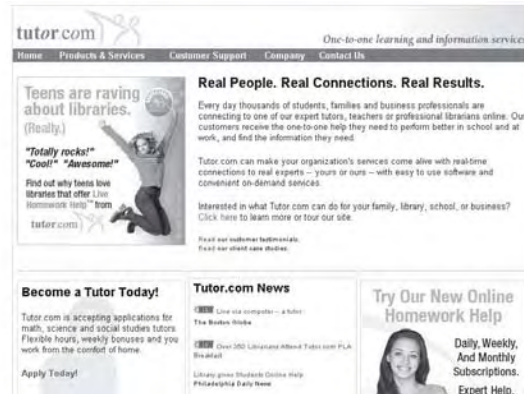 tutor.com
One-to-one learning and information services
Home Products & Services Customer Support Company Contact Us
Teens are raving
about libraries.
(Really.)
"Totally rocks!"
"Cool!" "Awesome!"
Find out why teens love
libraries that offer Live
Homework Help™ from
tutor.com
Real People. Real Connections. Real Results.
Every day thousands of students, families and business professionals are
connecting to one of our expert tutors, teachers or professional librarians online. Our
customers receive the one-to-one help they need to perform better in school and at
work, and find the information they need.
Tutor.com can make your organization's services come alive with real-time
connections to real experts -- yours or ours -- with easy to use software and
convenient on-demand services.
Interested in what Tutor.com can do for your family, library, school, or business?
Click here to learn more or tour our site.
Read our customer testimonials.
Read our client case studies.
Become a Tutor Today!
Tutor.com is accepting applications for
math, science and social studies tutors.
Flexible hours, weekly bonuses and you
work from the comfort of home.
Apply Today!
Tutor.com News
NEW Live via computer -- a tutor
The Boston Globe
NEW Over 350 Librarians Attend Tutor.com PLA
Breakfast
Library gives Students Online Help
Philadelphia Daily News
Try Our New Online
Homework Help
Daily, Weekly,
And Monthly
Subscriptions.
Expert Help.